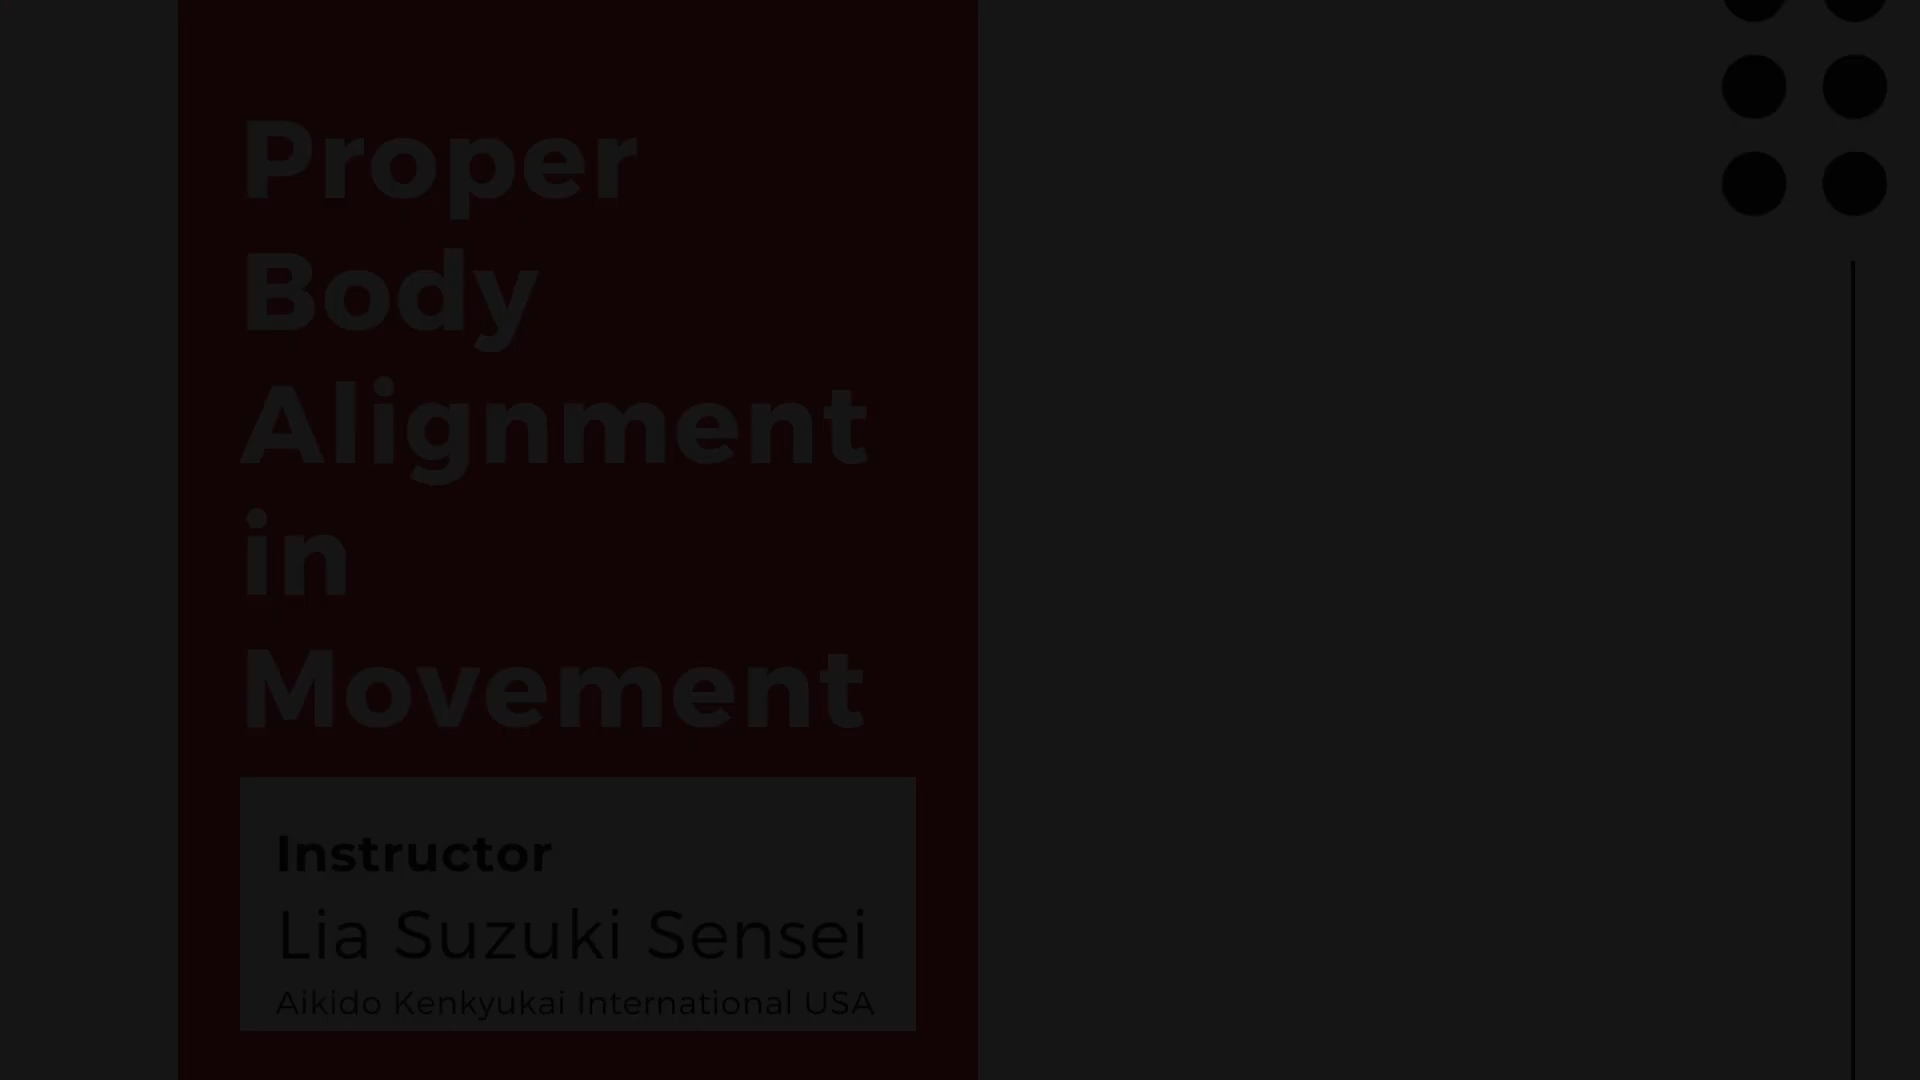 Proper
Body
Alignment
in
Movement
Instructor
Lia Suzuki Sensei
Aikido Kenkyukai International USA